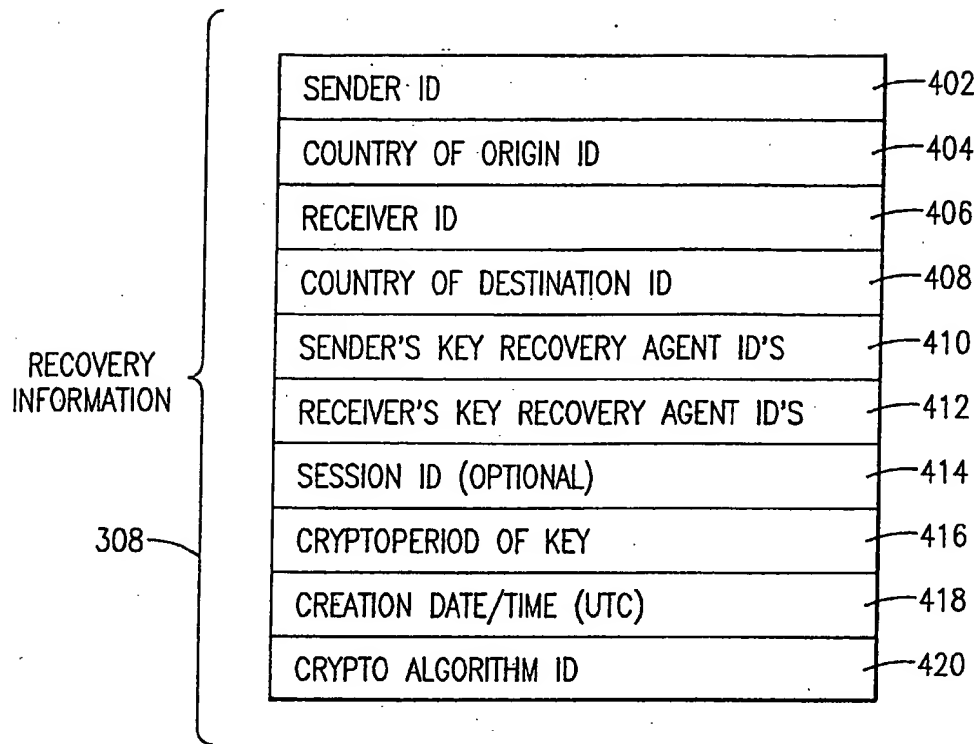 SENDER ID 402
COUNTRY OF ORIGIN ID 404
RECEIVER ID 406
COUNTRY OF DESTINATION ID 408
SENDER'S KEY RECOVERY AGENT ID'S 410
RECOVERY
INFORMATION
RECEIVER'S KEY RECOVERY AGENT ID'S 412
SESSION ID (OPTIONAL) 414
308
CRYPTOPERIOD OF KEY 416
CREATION DATE/TIME (UTC) 418
CRYPTO ALGORITHM ID 420